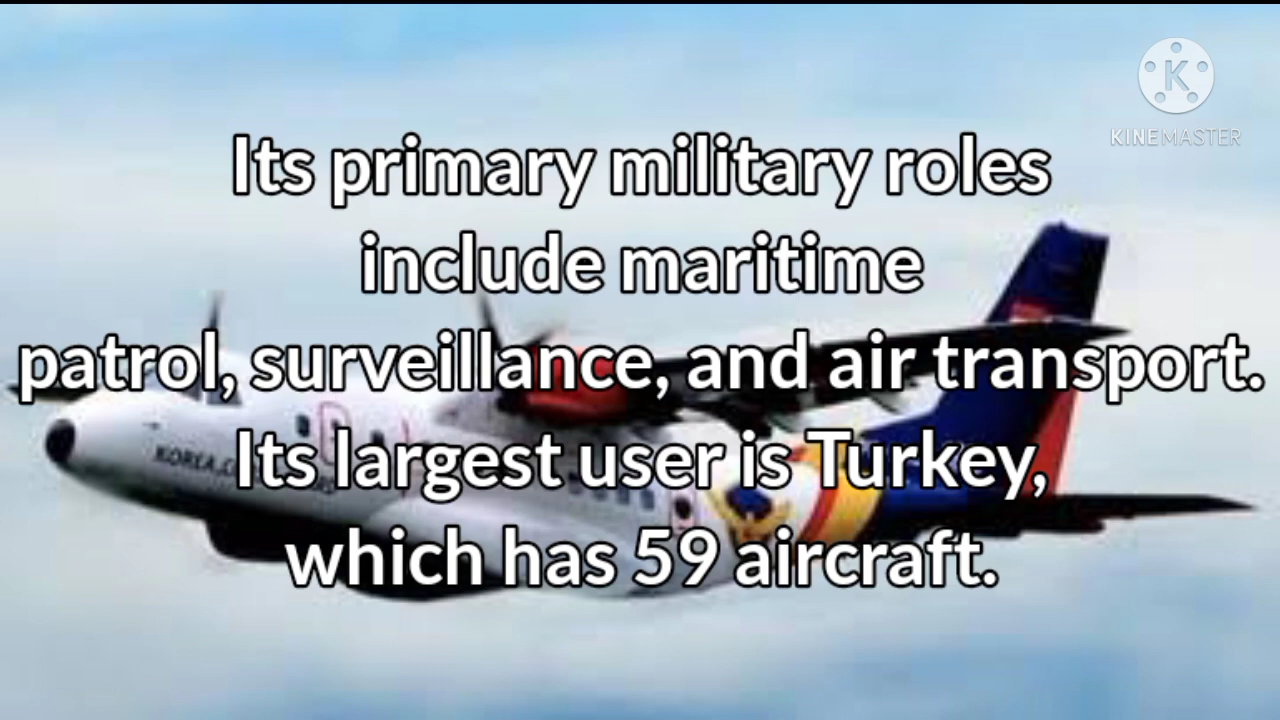 K
KINEMASTER
Its primary military roles
include maritime
patrol, surveillance, and air transport.
Its largest user is Turkey,
which has 59 aircraft.
KOREA